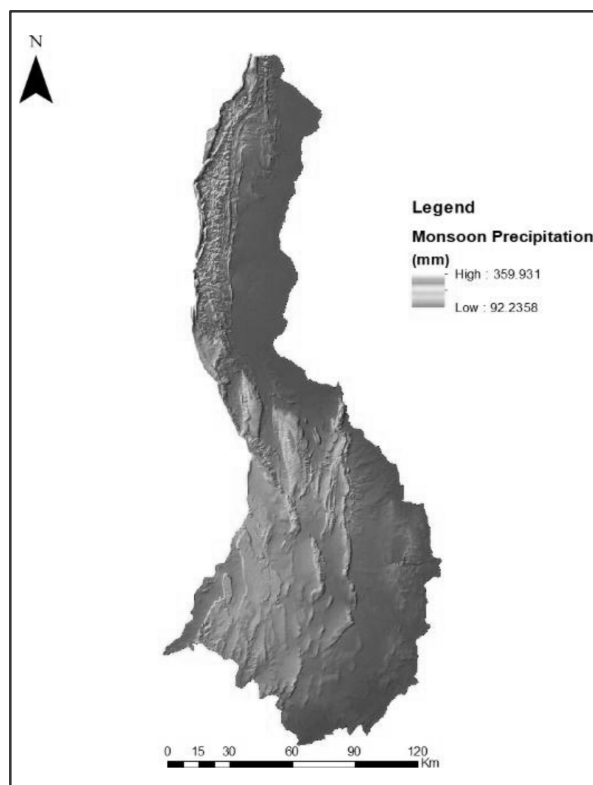 N
Legend
Monsoon Precipitation
(mm)
High : 359.931
Low : 92.2358
0 15 30 60 90 120
Km